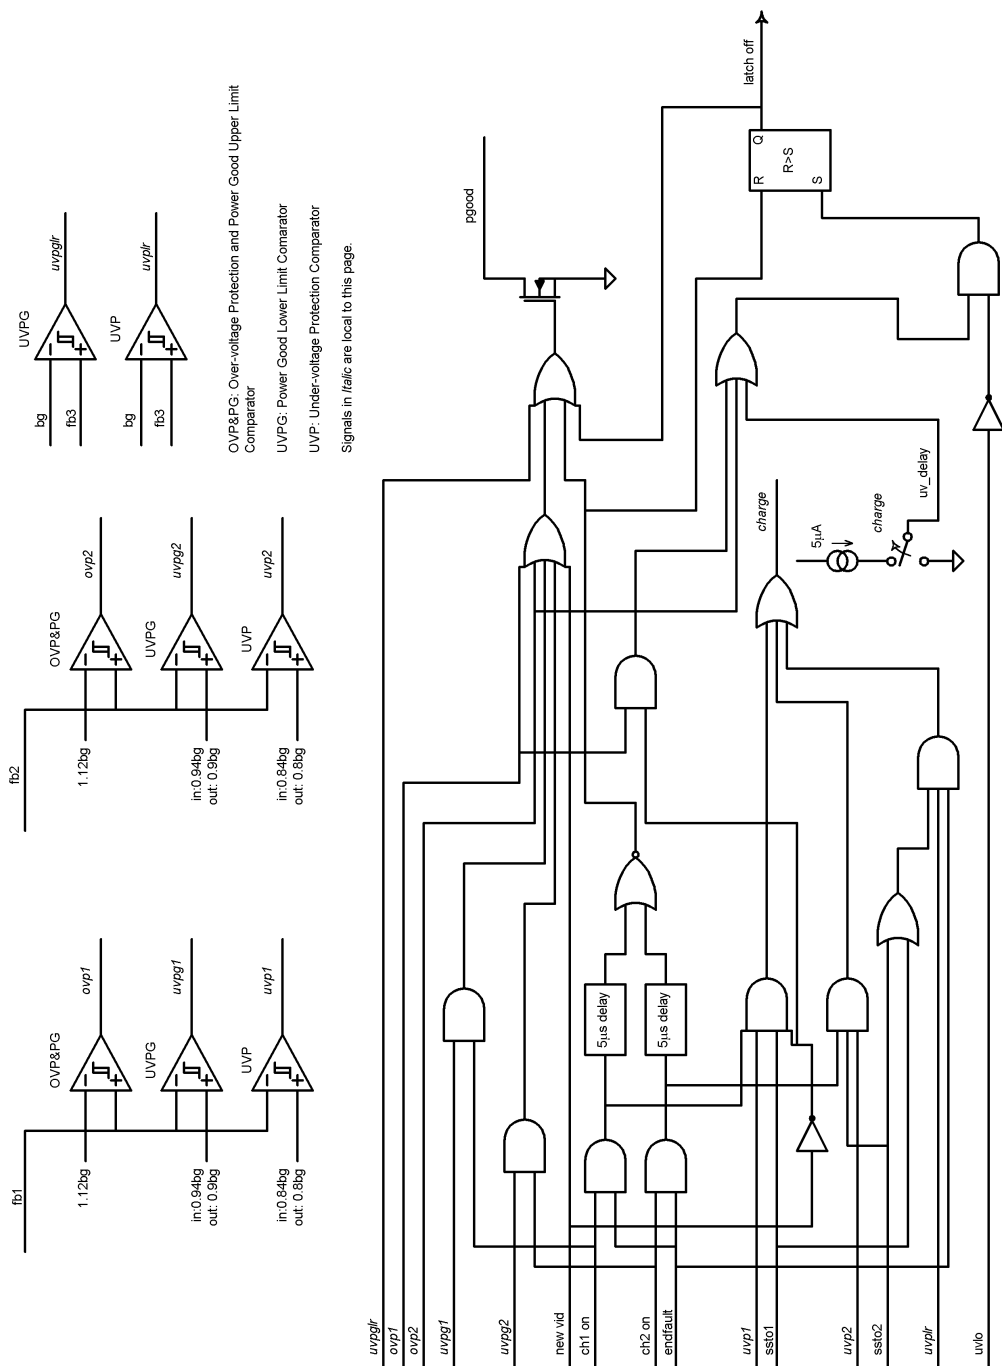 fb1
OVP&PG
ovp1
1.12bg
UVPG
uvpg1
in:0.94bg
out: 0.9bg
UVP
uvp1
in:0.84bg
out: 0.8bg
fb2
OVP&PG
ovp2
1.12bg
UVPG
uvpg2
in:0.94bg
out: 0.9bg
UVP
uvp2
in:0.84bg
out: 0.8bg
UVPG
bg
fb3
uvpglr
UVP
bg
fb3
uvplr
OVP&PG: Over-voltage Protection and Power Good Upper Limit
Comparator
UVPG: Power Good Lower Limit Comarator
UVP: Under-voltage Protection Comparator
Signals in Italic are local to this page.
uvpglr
ovp1
ovp2
uvpg1
uvpg2
new vid
ch1 on
ch2 on
endfault
uvp1
ssto1
uvp2
ssto2
uvplr
uvlo
5µs delay
5µs delay
pgood
charge
5µA
charge
uv_delay
R
Q
R>S
S
latch off